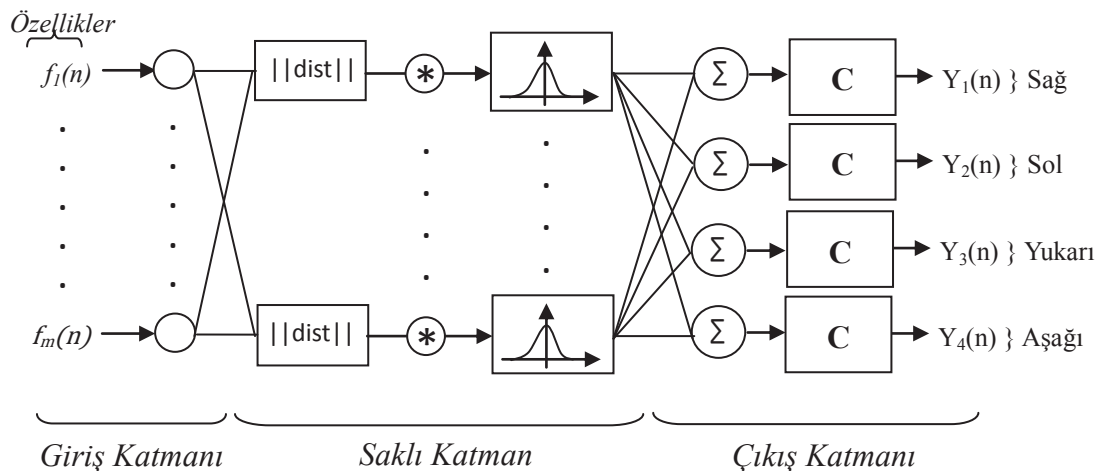 Özellikler
f1(n) ||dist|| * Σ C Y1(n) } Sağ
Σ C Y2(n) } Sol
Σ C Y3(n) } Yukarı
fm(n) ||dist|| * Σ C Y4(n) } Aşağı
Giriş Katmanı Saklı Katman Çıkış Katmanı